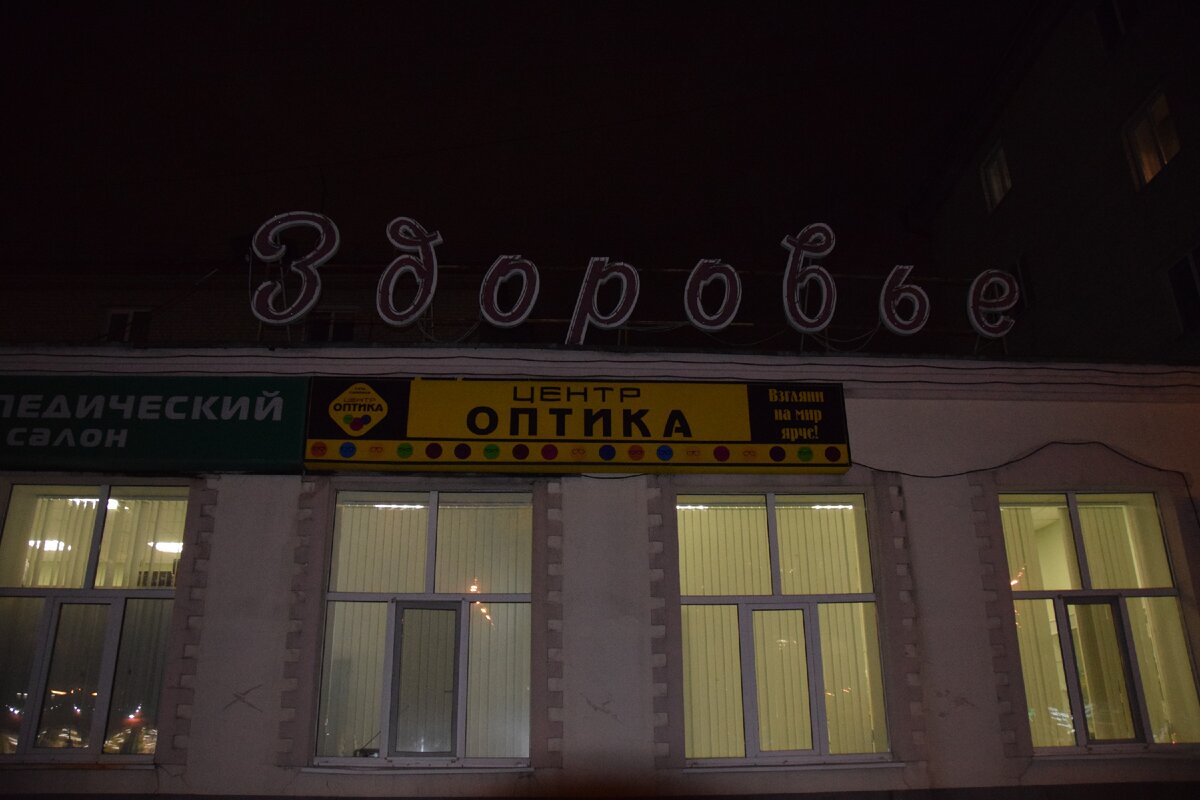 Здоровье
ПЕДИЧЕСКИЙ
САЛОН
ЦЕНТР
ОПТИКА
ЦЕНТР
ОПТИКА
Взгляни
на мир
ярче!